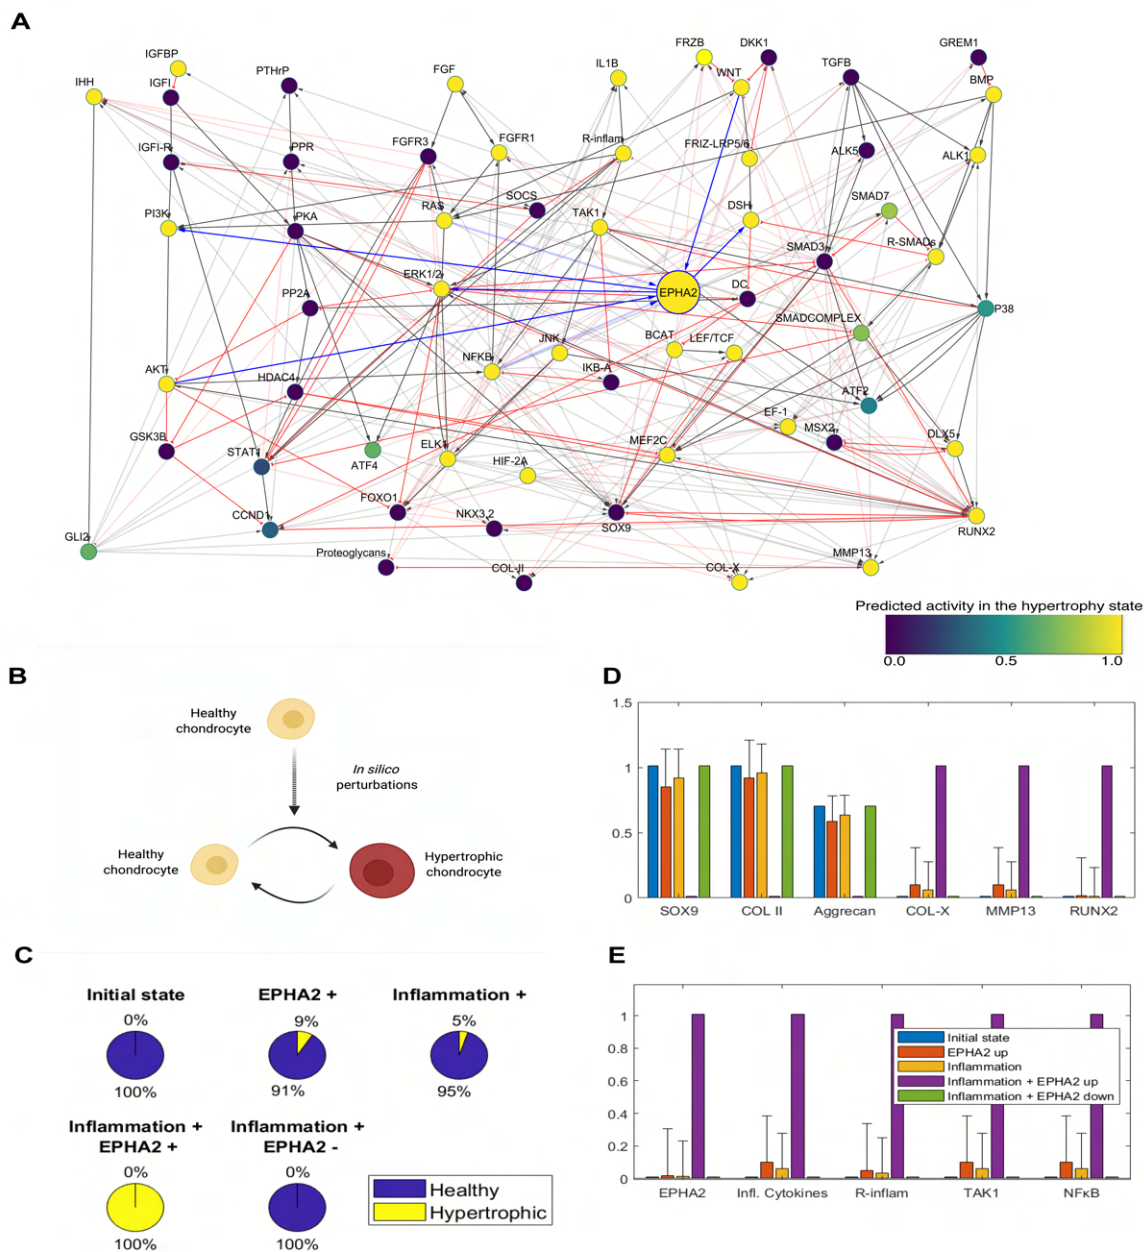 A
IGFBP
IHH
IGFI
PTHrP
FGF
IL1B
FRZB
DKK1
WNT
TGFB
GREM1
BMP
IGFI-R
PPR
FGFR3
FGFR1
R-inflam
FRIZ-LRP5/6
ALK5
ALK1
PI3K
PKA
RAS
SOCS
TAK1
DSH
SMAD7
SMAD3
R-SMADs
ERK1/2
EPHA2
DC
PP2A
SMADCOMPLEX
P38
JNK
BCAT
LEF/TCF
AKT
HDAC4
NFKB
IKB-A
ATF2
EF-1
MSX2
DLX5
GSK3B
STAT1
ATF4
ELK1
HIF-2A
MEF2C
FOXO1
NKX3,2
SOX9
RUNX2
CCND1
GLI2
Proteoglycans
COL-II
COL-X
MMP13
Predicted activity in the hypertrophy state
0.0 0.5 1.0
B
Healthy
chondrocyte
In silico
perturbations
Healthy
chondrocyte
Hypertrophic
chondrocyte
C
Initial state
0%
100%
EPHA2 +
9%
91%
Inflammation +
5%
95%
Inflammation +
EPHA2 +
0%
100%
Inflammation +
EPHA2 -
0%
100%
Healthy
Hypertrophic
D
1.5
1
0.5
0
SOX9 COL II Aggrecan COL-X MMP13 RUNX2
E
1
0.8
0.6
0.4
0.2
0
Initial state
EPHA2 up
Inflammation
Inflammation + EPHA2 up
Inflammation + EPHA2 down
EPHA2 Infl. Cytokines R-inflam TAK1 NFκB